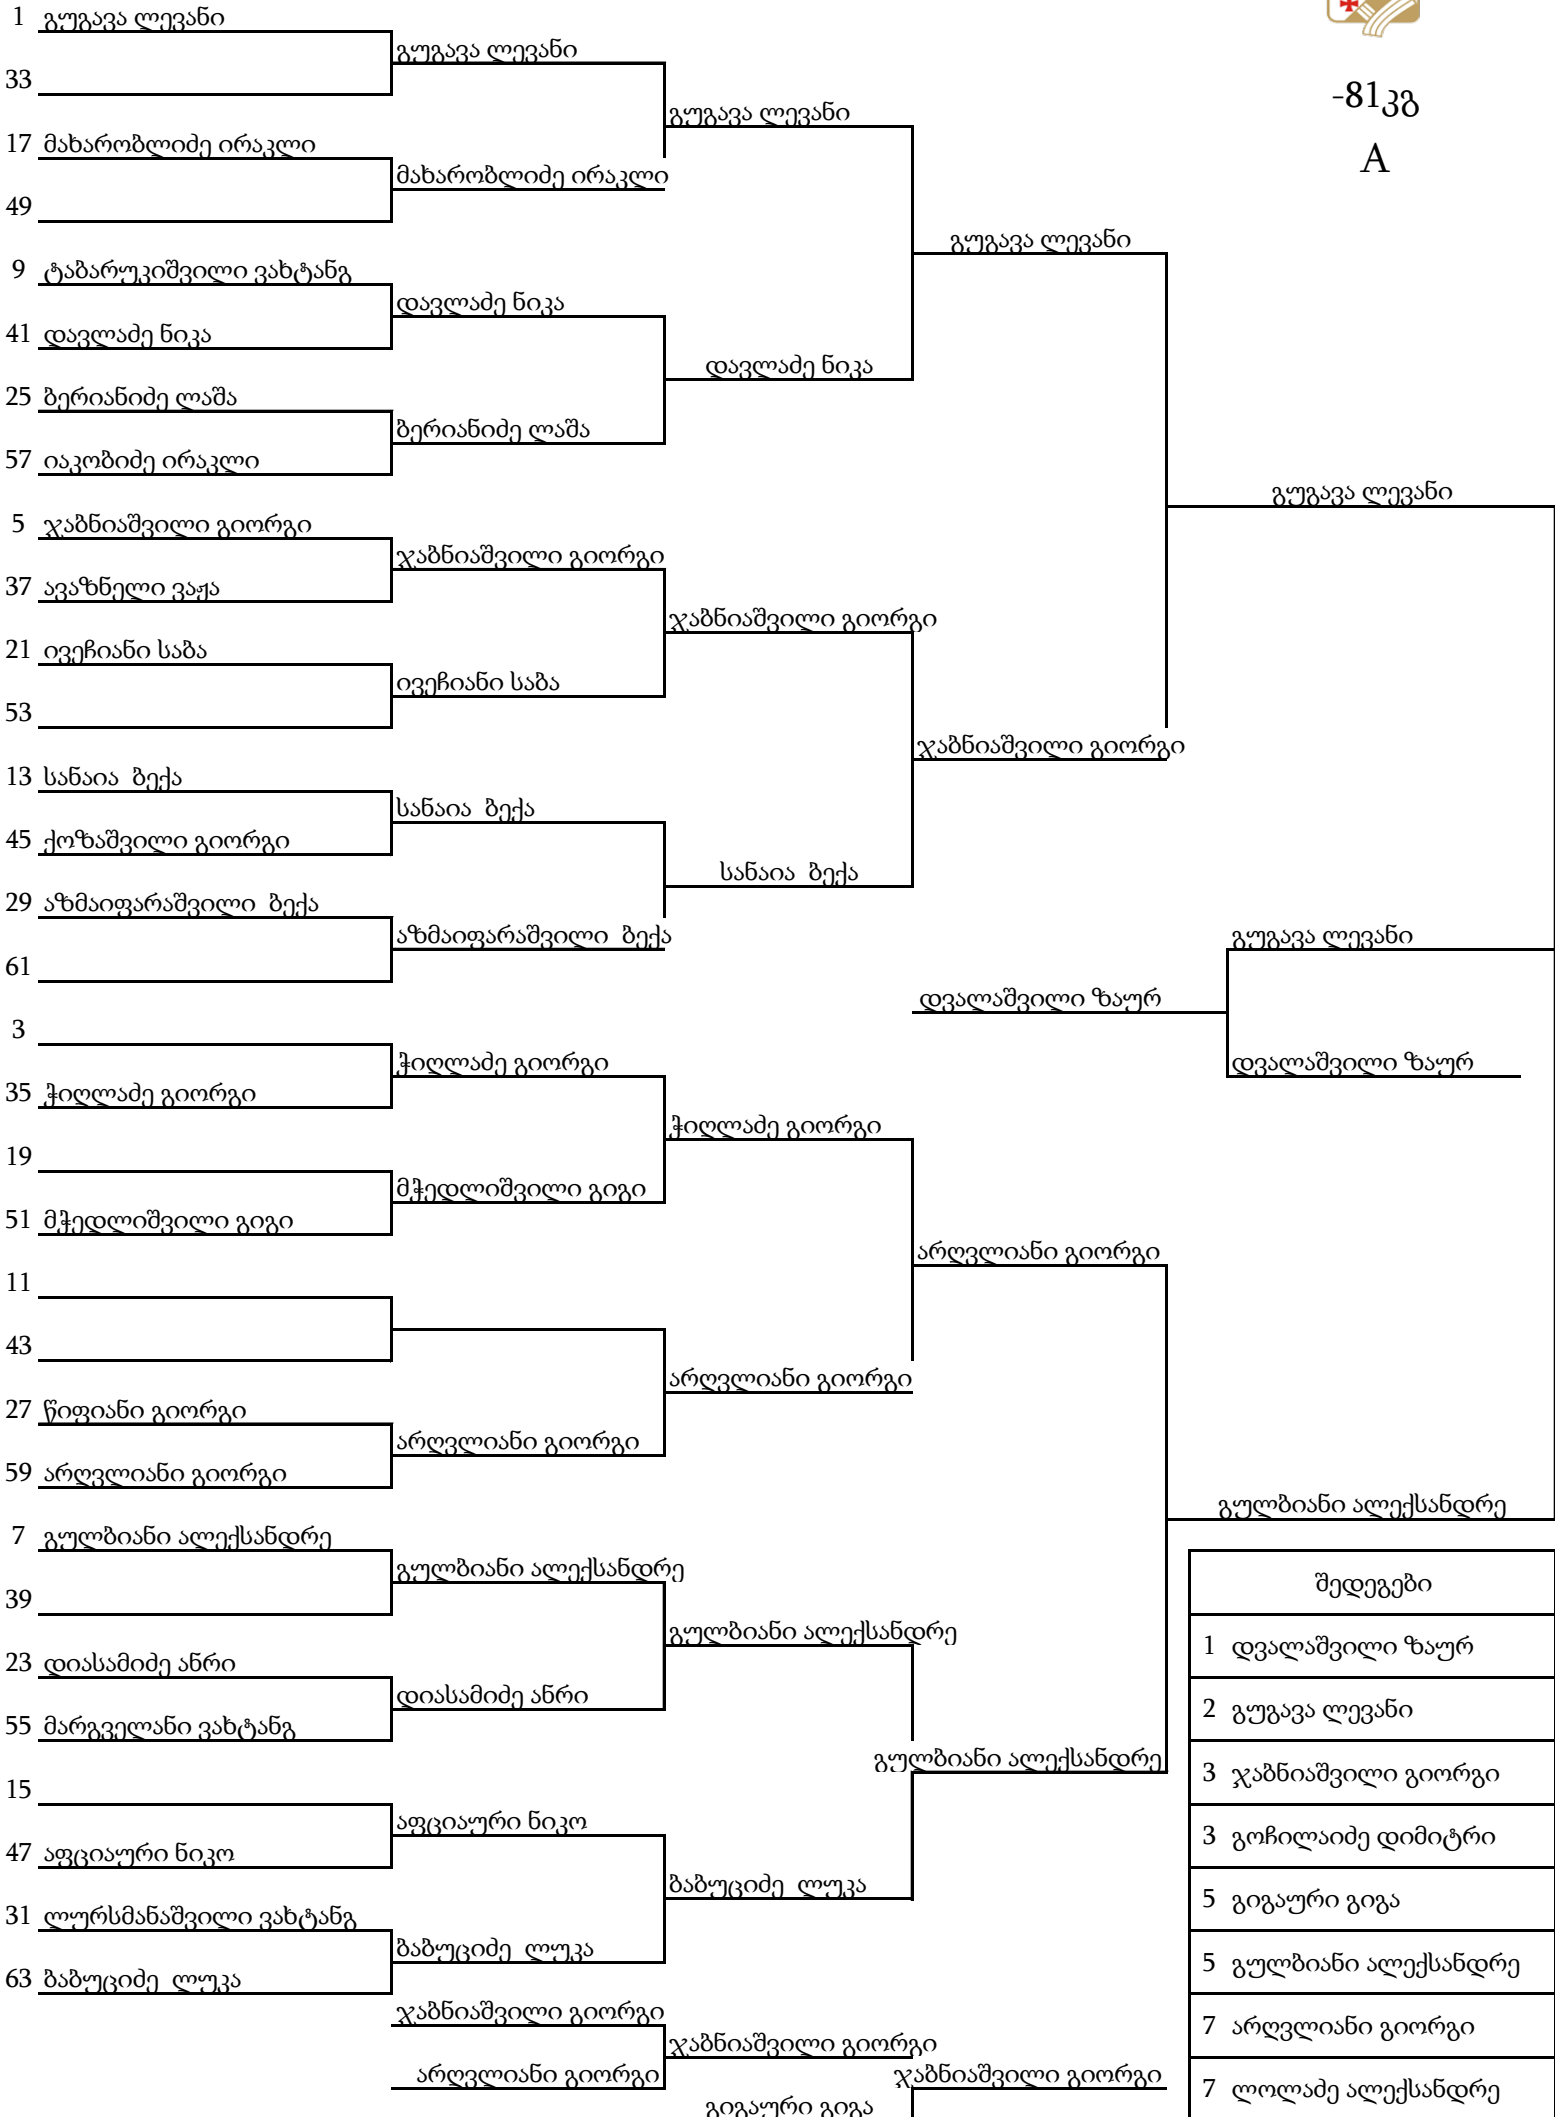 -81კგ
A
1 გუგავა ლევანი
33
17 მახარობლიძე ირაკლი
49
9 ტაბარუკიშვილი ვახტანგ
41 დავლაძე ნიკა
25 ბერიანიძე ლაშა
57 იაკობიძე ირაკლი
5 ჯაბნიაშვილი გიორგი
37 ავაზნელი ვაჟა
21 ივეჩიანი საბა
53
13 სანაია ბექა
45 ქოზაშვილი გიორგი
29 აზმაიფარაშვილი ბექა
61
3
35 ჭიღლაძე გიორგი
19
51 მჭედლიშვილი გიგი
11
43
27 წიფიანი გიორგი
59 არღვლიანი გიორგი
7 გულბიანი ალექსანდრე
39
23 დიასამიძე ანრი
55 მარგველანი ვახტანგ
15
47 აფციაური ნიკო
31 ლურსმანაშვილი ვახტანგ
63 ბაბუციძე ლუკა
გუგავა ლევანი
მახარობლიძე ირაკლი
დავლაძე ნიკა
ბერიანიძე ლაშა
ჯაბნიაშვილი გიორგი
ივეჩიანი საბა
სანაია ბექა
აზმაიფარაშვილი ბექა
ჭიღლაძე გიორგი
მჭედლიშვილი გიგი
არღვლიანი გიორგი
გულბიანი ალექსანდრე
დიასამიძე ანრი
აფციაური ნიკო
ბაბუციძე ლუკა
ჯაბნიაშვილი გიორგი
არღვლიანი გიორგი
გუგავა ლევანი
დავლაძე ნიკა
ჯაბნიაშვილი გიორგი
სანაია ბექა
ჭიღლაძე გიორგი
არღვლიანი გიორგი
გულბიანი ალექსანდრე
ბაბუციძე ლუკა
ჯაბნიაშვილი გიორგი
გიგაური გიგა
გუგავა ლევანი
ჯაბნიაშვილი გიორგი
დვალაშვილი ზაურ
არღვლიანი გიორგი
გულბიანი ალექსანდრე
ჯაბნიაშვილი გიორგი
გუგავა ლევანი
გუგავა ლევანი
დვალაშვილი ზაურ
გულბიანი ალექსანდრე
შედეგები
1 დვალაშვილი ზაურ
2 გუგავა ლევანი
3 ჯაბნიაშვილი გიორგი
3 გოჩილაიძე დიმიტრი
5 გიგაური გიგა
5 გულბიანი ალექსანდრე
7 არღვლიანი გიორგი
7 ლოლაძე ალექსანდრე